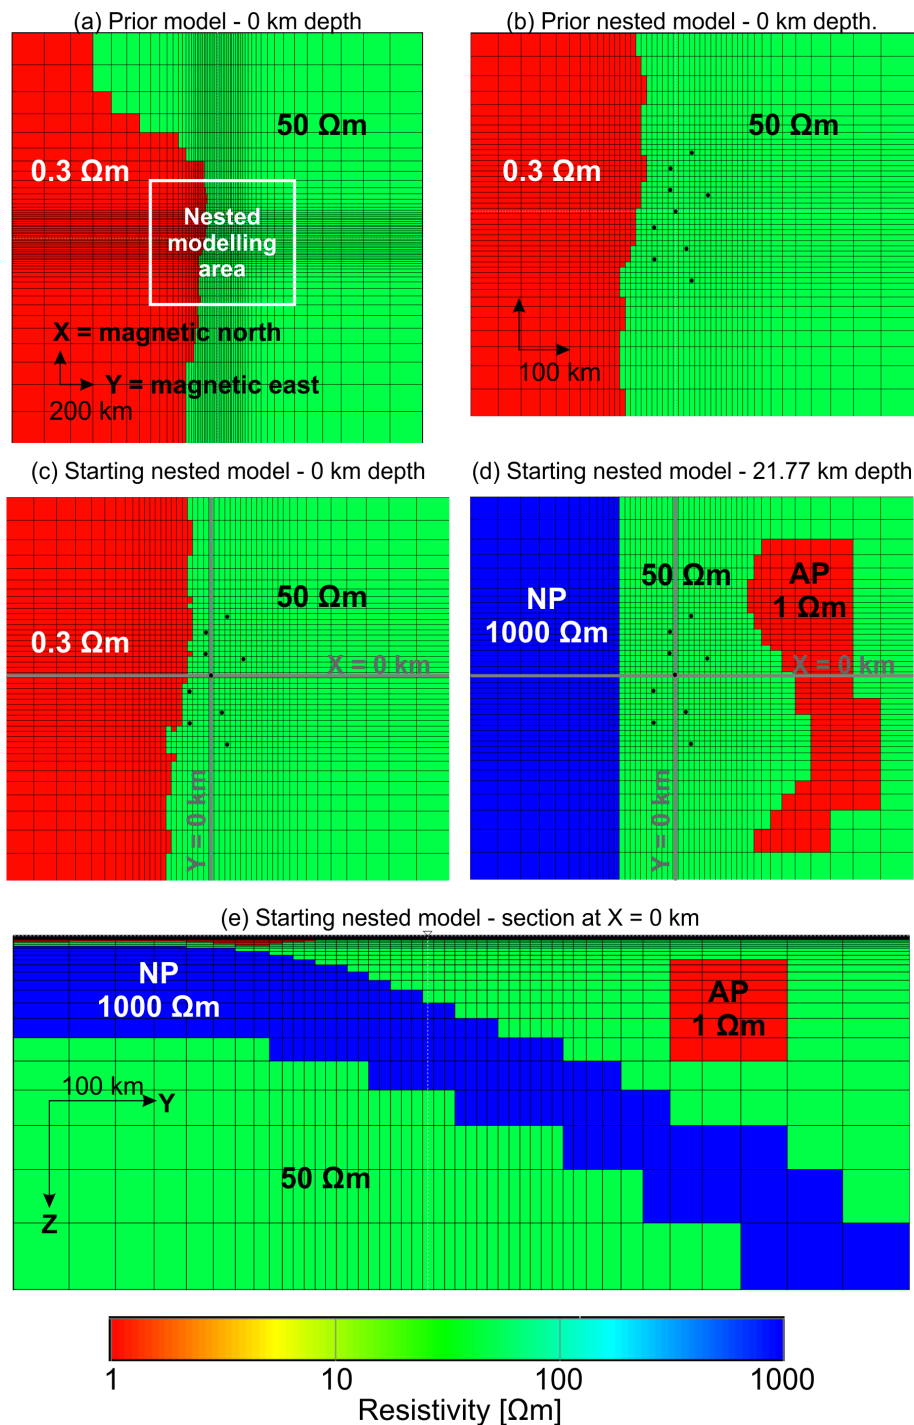 (a) Prior model - 0 km depth
50 Ωm
0.3 Ωm
Nested
modelling
area
X = magnetic north
Y = magnetic east
200 km
(b) Prior nested model - 0 km depth.
50 Ωm
0.3 Ωm
100 km
(c) Starting nested model - 0 km depth
50 Ωm
0.3 Ωm
X = 0 km
Y = 0 km
(d) Starting nested model - 21.77 km depth
50 Ωm
AP
1 Ωm
NP
1000 Ωm
X = 0 km
Y = 0 km
(e) Starting nested model - section at X = 0 km
NP
1000 Ωm
AP
1 Ωm
100 km
Y
50 Ωm
Z
1 10 100 1000
Resistivity [Ωm]